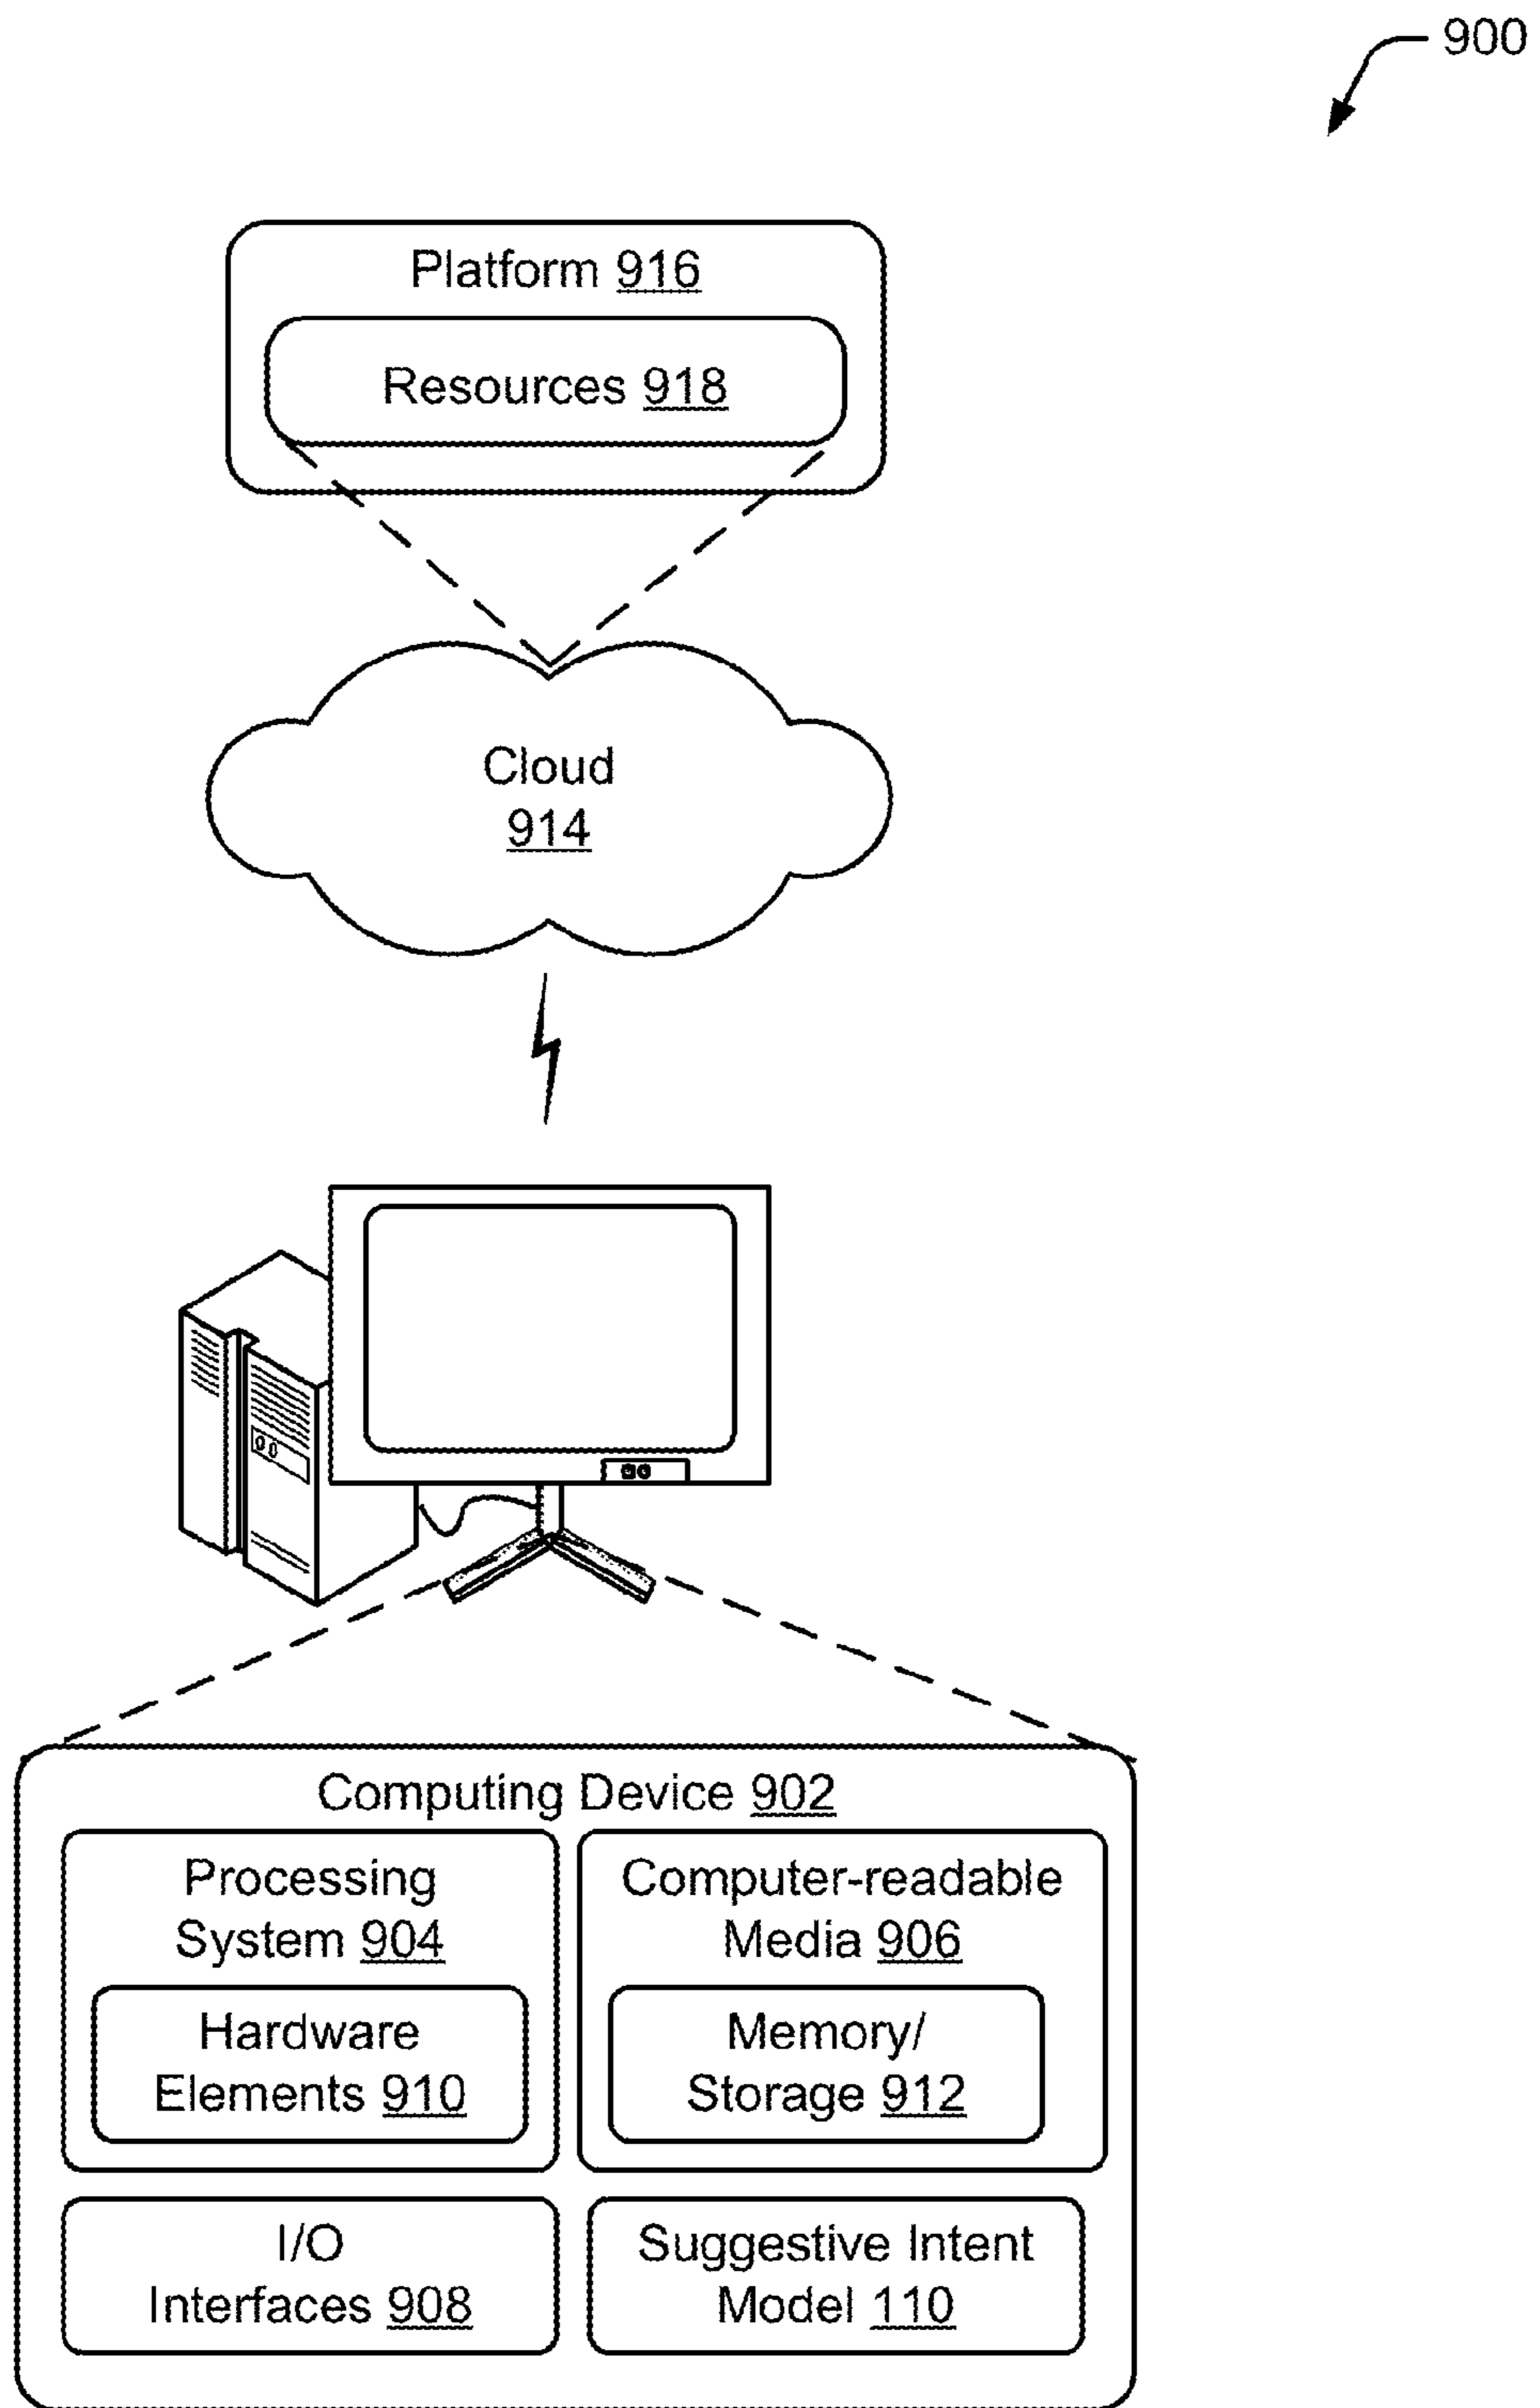 900
Platform 916
Resources 918
Cloud
914
Computing Device 902
Processing
System 904
Hardware
Elements 910
Computer-readable
Media 906
Memory/
Storage 912
I/O
Interfaces 908
Suggestive Intent
Model 110